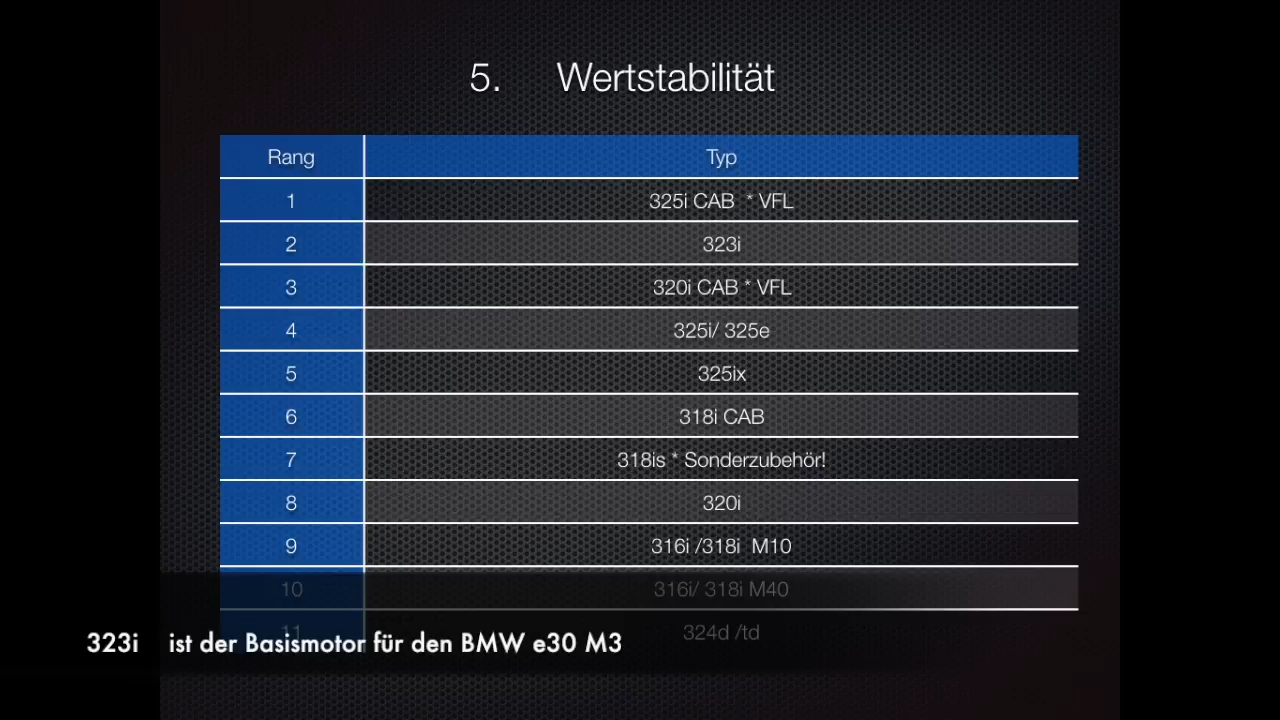 5. Wertstabilität
Rang Typ
1 325i CAB * VFL
2 323i
3 320i CAB * VFL
4 325i/ 325e
5 325ix
6 318i CAB
7 318is * Sonderzubehör!
8 320i
9 316i /318i M10
10 316i/ 318i M40
11 324d /td
323i ist der Basismotor für den BMW e30 M3